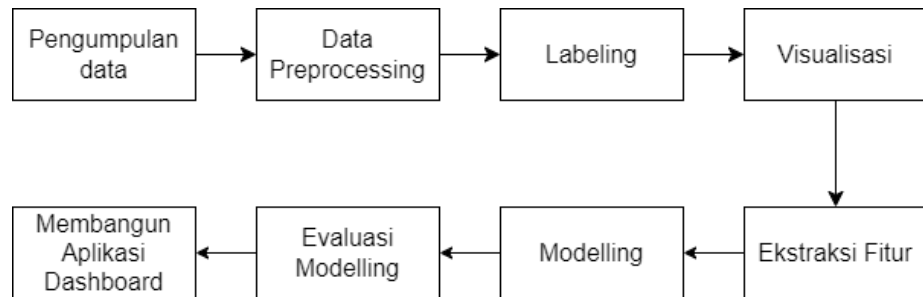 Pengumpulan
data
Data
Preprocessing
Labeling
Visualisasi
Ekstraksi Fitur
Modelling
Evaluasi
Modelling
Membangun
Aplikasi
Dashboard